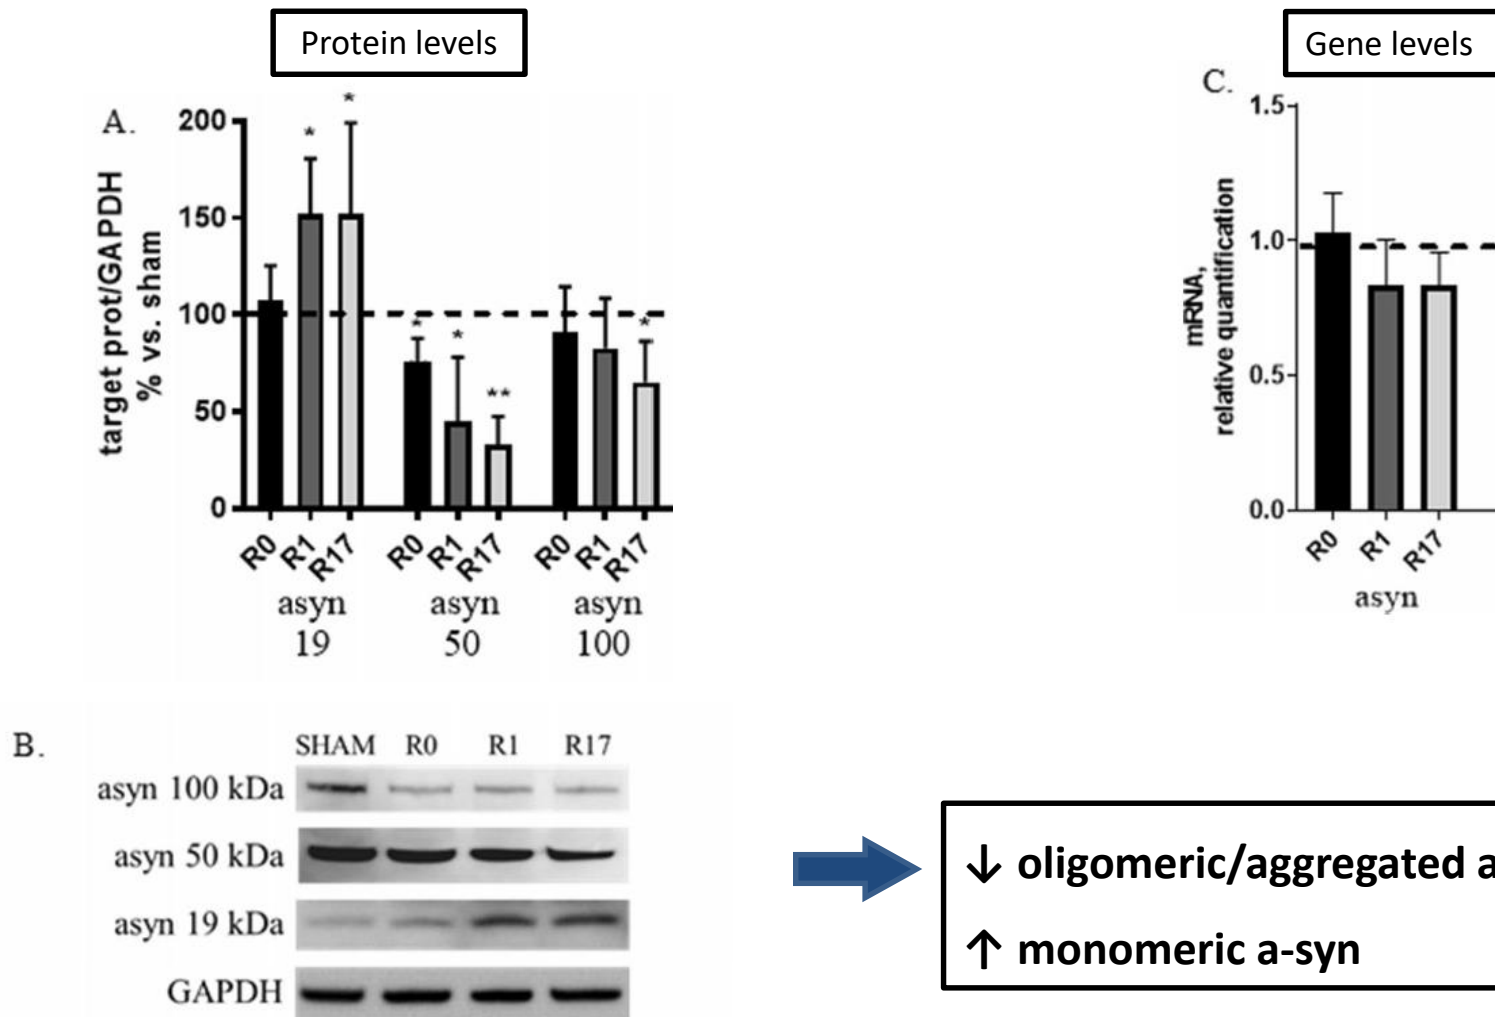 Protein levels
Gene levels
A.
200
150
100
50
0
target prot/GAPDH
% vs. sham
*
*
*
*
**
*
R0
R1
R17
R0
R1
R17
R0
R1
R17
asyn
19
asyn
50
asyn
100
C.
1.5
1.0
0.5
0.0
mRNA,
relative quantification
R0
R1
R17
asyn
B.
SHAM R0 R1 R17
asyn 100 kDa
asyn 50 kDa
asyn 19 kDa
GAPDH
↓ oligomeric/aggregated a
↑ monomeric a-syn